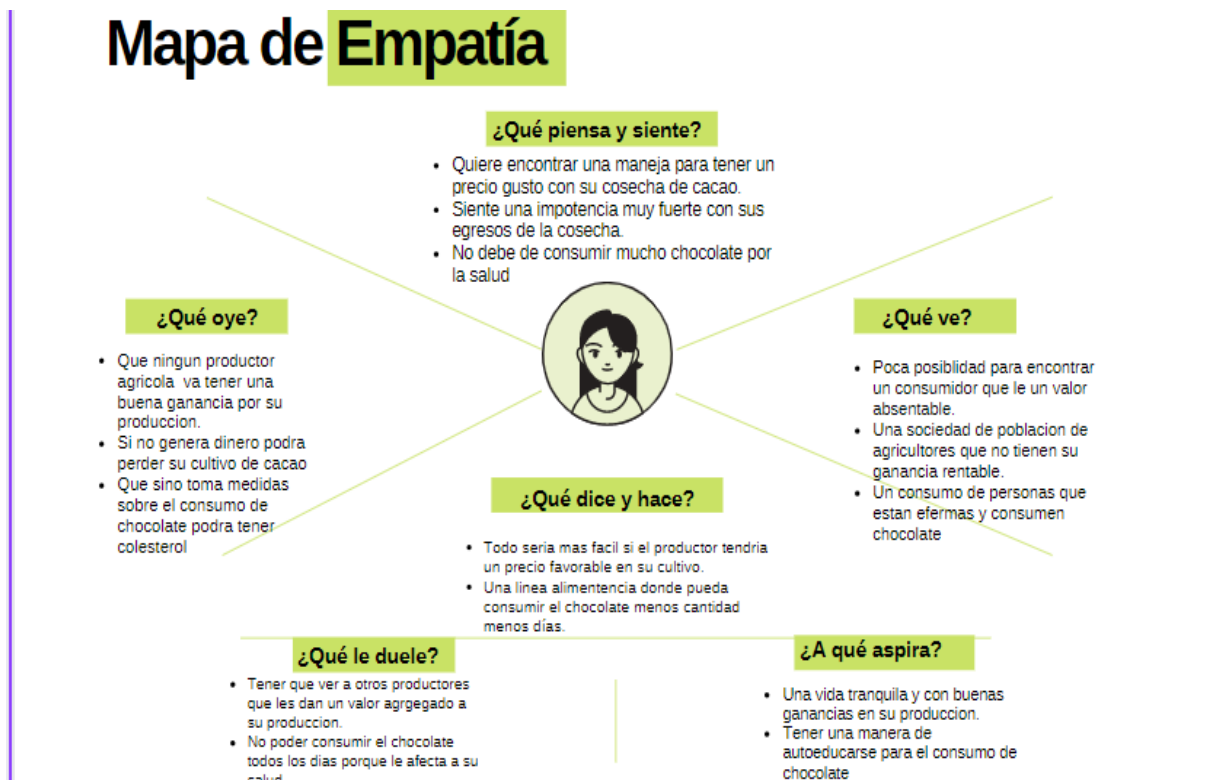 Mapa de Empatía
¿Qué piensa y siente?
• Quiere encontrar una maneja para tener un
precio gusto con su cosecha de cacao.
• Siente una impotencia muy fuerte con sus
egresos de la cosecha.
• No debe de consumir mucho chocolate por
la salud
¿Qué oye?
• Que ningun productor
agricola va tener una
buena ganancia por su
produccion.
• Si no genera dinero podra
perder su cultivo de cacao
• Que sino toma medidas
sobre el consumo de
chocolate podra tener
colesterol
¿Qué ve?
• Poca posiblidad para encontrar
un consumidor que le un valor
absentable.
• Una sociedad de poblacion de
agricultores que no tienen su
ganancia rentable.
• Un consumo de personas que
estan efermas y consumen
chocolate
¿Qué dice y hace?
• Todo seria mas facil si el productor tendria
un precio favorable en su cultivo.
• Una linea alimentencia donde pueda
consumir el chocolate menos cantidad
menos días.
¿Qué le duele?
• Tener que ver a otros productores
que les dan un valor agrgegado a
su produccion.
• No poder consumir el chocolate
todos los dias porque le afecta a su
salud
¿A qué aspira?
• Una vida tranquila y con buenas
ganancias en su produccion.
• Tener una manera de
autoeducarse para el consumo de
chocolate